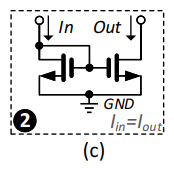 In Out
GND
2 Iin=Iout
(c)